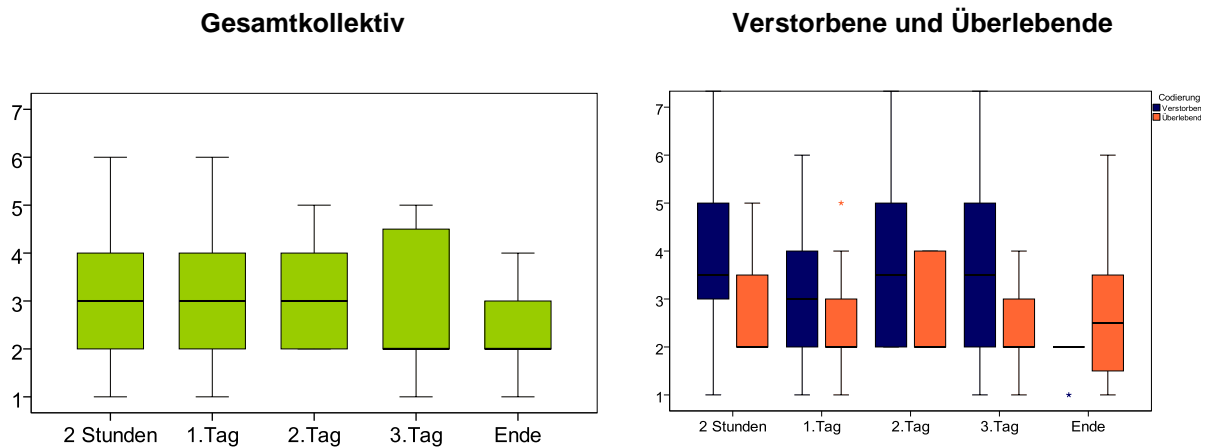 Gesamtkollektiv
7
6
5
4
3
2
1
2 Stunden 1.Tag 2.Tag 3.Tag Ende
Verstorbene und Überlebende
7
6
5
4
3
2
1
2 Stunden 1.Tag 2.Tag 3.Tag Ende
Codierung
Verstorben
Überlebend